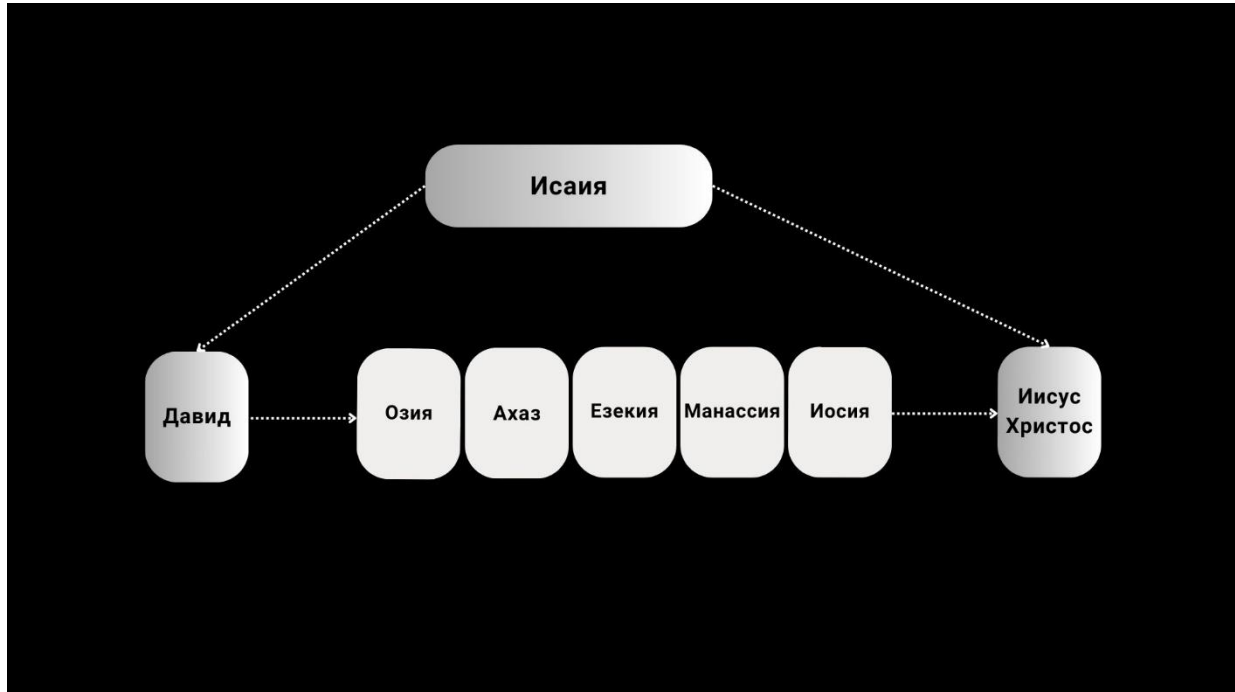 Исаия
Давид
Озия
Ахаз
Езекия
Манассия
Иосия
Иисус
Христос